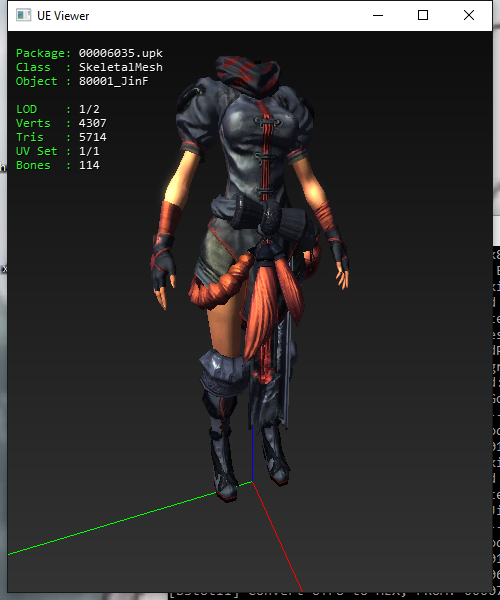 UE Viewer
Package: 00006035.upk
Class : SkeletalMesh
Object : 80001_JinF
LOD : 1/2
Verts : 4307
Tris : 5714
UV Set : 1/1
Bones : 114